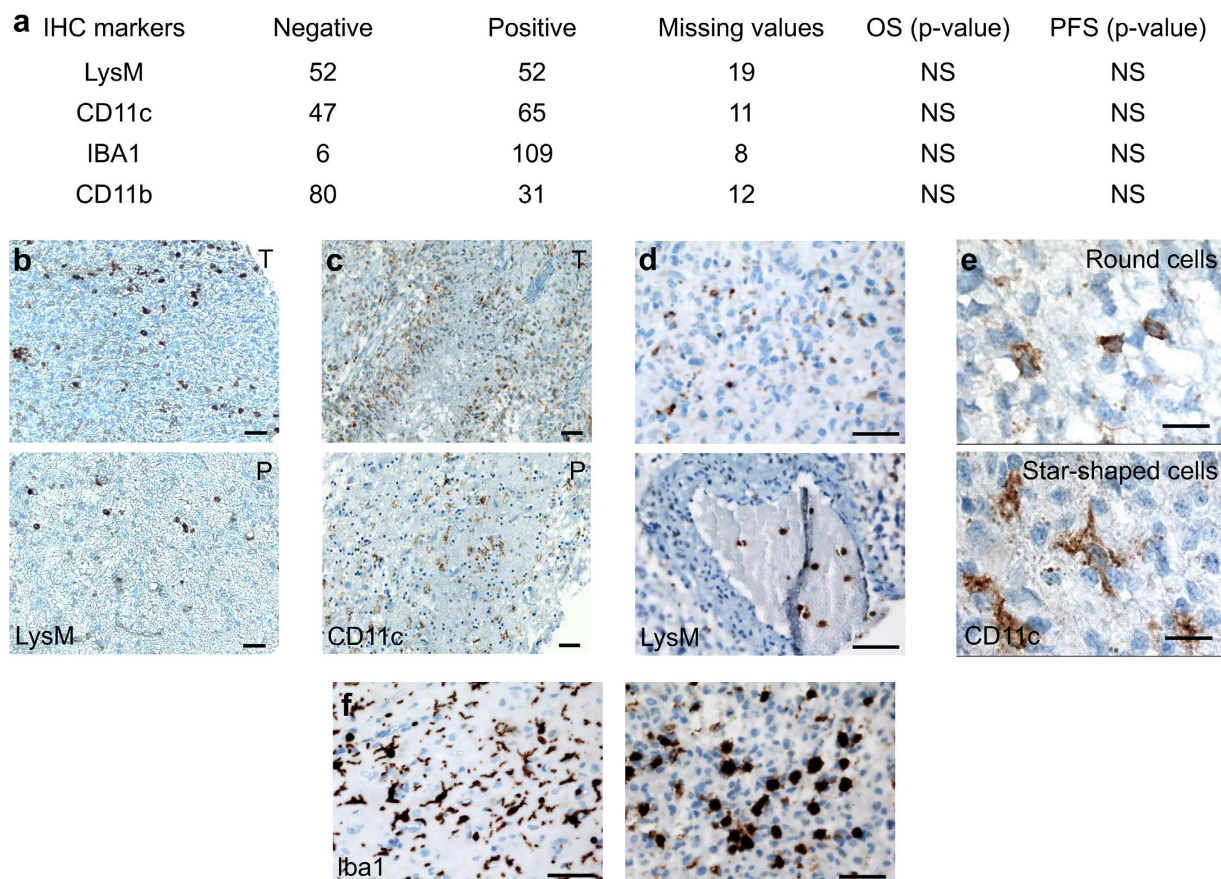 a IHC markers Negative Positive Missing values OS (p-value) PFS (p-value)
LysM 52 52 19 NS NS
CD11c 47 65 11 NS NS
IBA1 6 109 8 NS NS
CD11b 80 31 12 NS NS
b T
c T
d
e Round cells
P
LysM
P
CD11c
LysM
Star-shaped cells
CD11c
f
Iba1